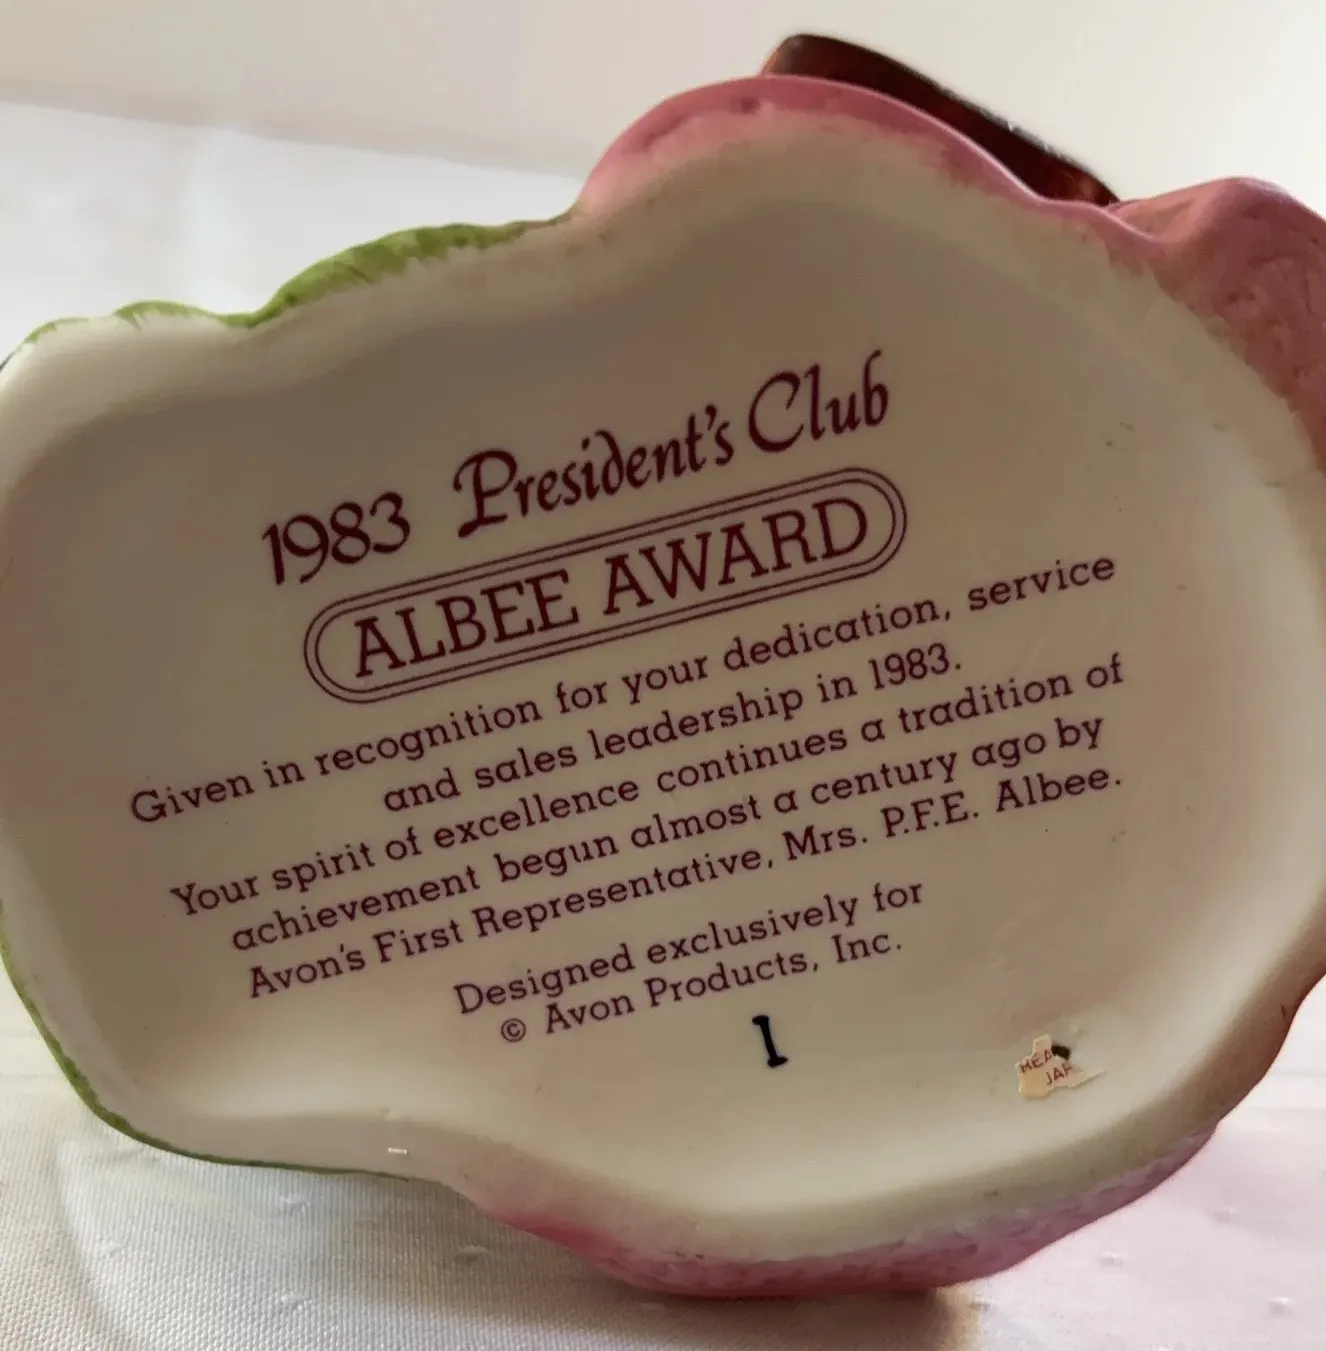 1983 President's Club
ALBEE AWARD
Given in recognition for your dedication, service
and sales leadership in 1983.
Your spirit of excellence continues a tradition of
achievement begun almost a century ago by
Avon's First Representative, Mrs. P.F.E. Albee.
Designed exclusively for
© Avon Products, Inc.
1